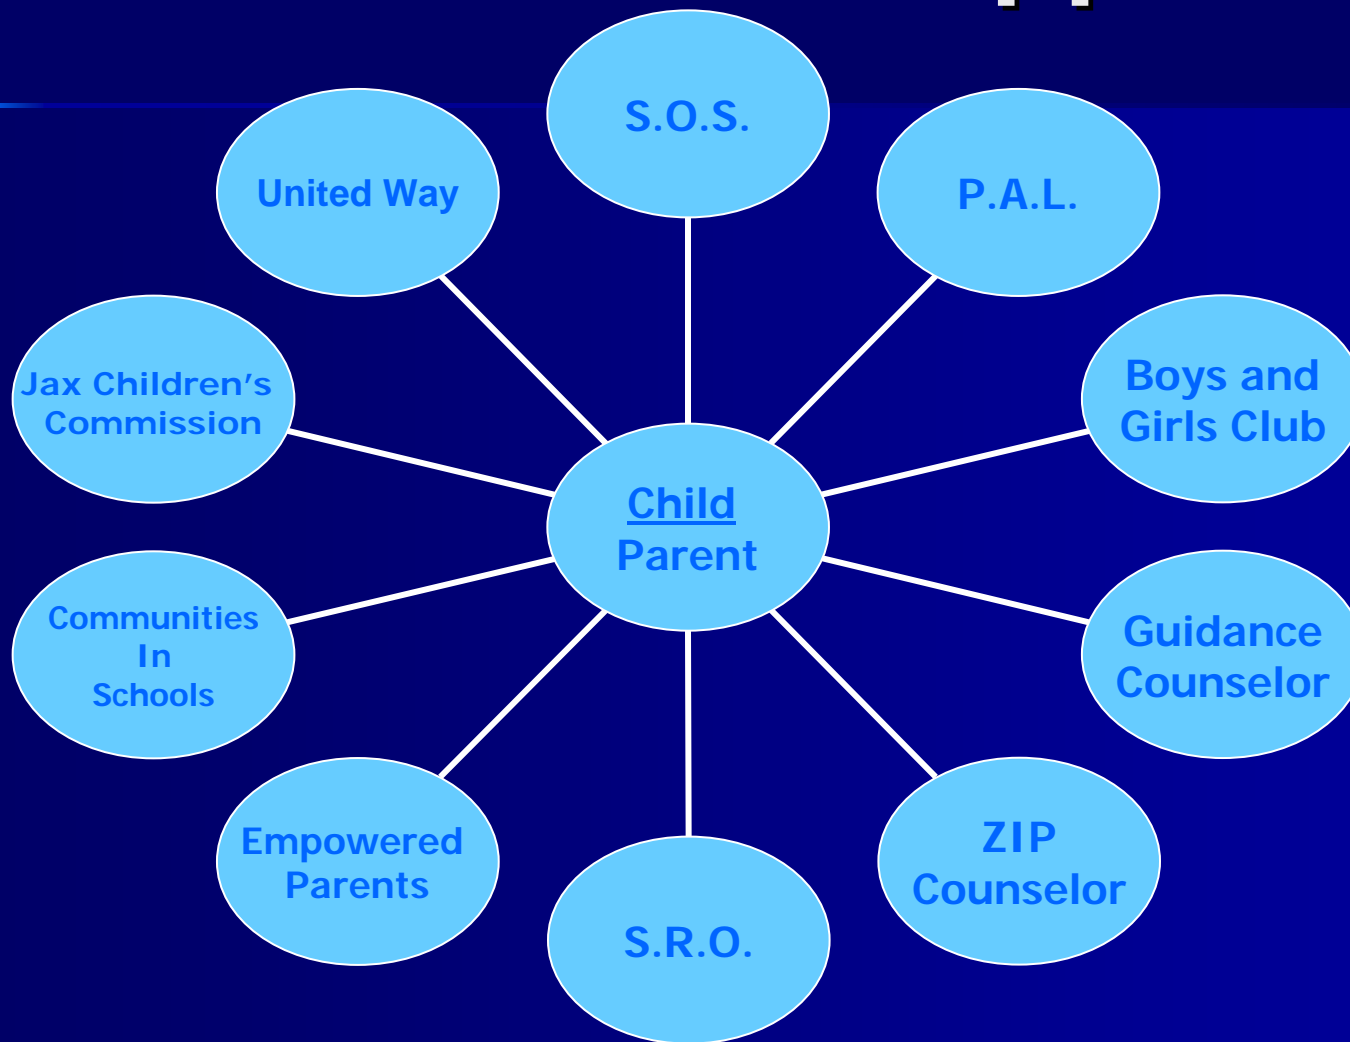 S.O.S.
United Way
P.A.L.
Jax Children's
Commission
Boys and
Girls Club
Child
Parent
Communities
In
Schools
Guidance
Counselor
Empowered
Parents
ZIP
Counselor
S.R.O.